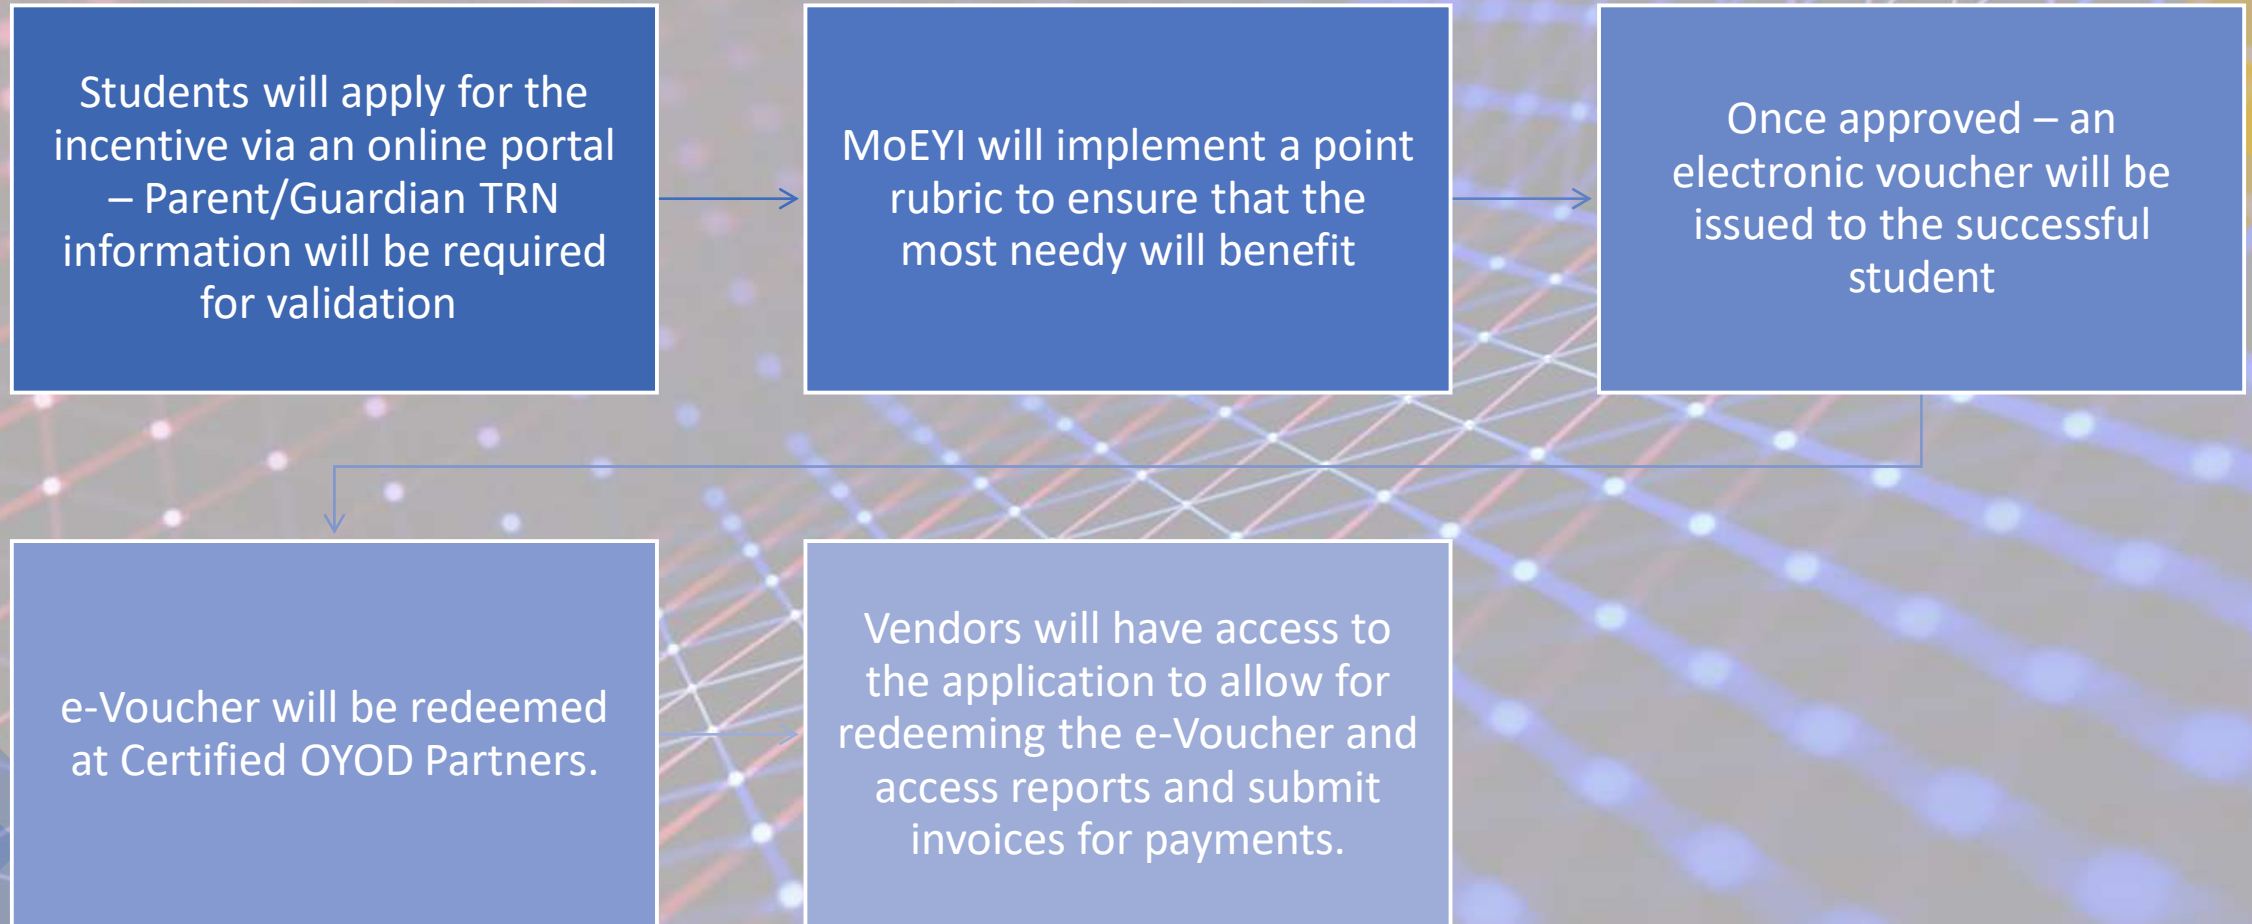 Students will apply for the
incentive via an online portal
– Parent/Guardian TRN
information will be required
for validation
MoEYI will implement a point
rubric to ensure that the
most needy will benefit
Once approved – an
electronic voucher will be
issued to the successful
student
e-Voucher will be redeemed
at Certified OYOD Partners.
Vendors will have access to
the application to allow for
redeeming the e-Voucher and
access reports and submit
invoices for payments.